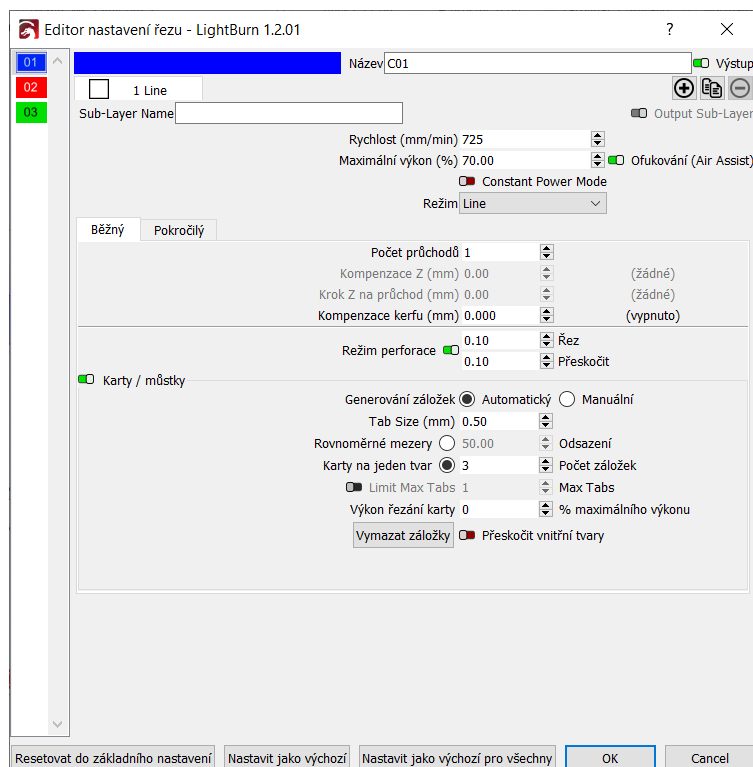 Editor nastavení řezu - LightBurn 1.2.01
?
01
02
03
Název C01 Výstup
1 Line
Sub-Layer Name Output Sub-Layer
Rychlost (mm/min) 725
Maximální výkon (%) 70.00 Ofukování (Air Assist)
Constant Power Mode
Režim Line
Běžný Pokročilý
Počet průchodů 1
Kompenzace Z (mm) 0.00 (žádné)
Krok Z na průchod (mm) 0.00 (žádné)
Kompenzace kerfu (mm) 0.000 (vypnuto)
Režim perforace 0.10 Řez
0.10 Přeskočit
Karty / můstky
Generování záložek Automatický Manuální
Tab Size (mm) 0.50
Rovnoměrné mezery 50.00 Odsazení
Karty na jeden tvar 3 Počet záložek
Limit Max Tabs 1 Max Tabs
Výkon řezání karty 0 % maximálního výkonu
Vymazat záložky Přeskočit vnitřní tvary
Resetovat do základního nastavení Nastavit jako výchozí Nastavit jako výchozí pro všechny OK Cancel